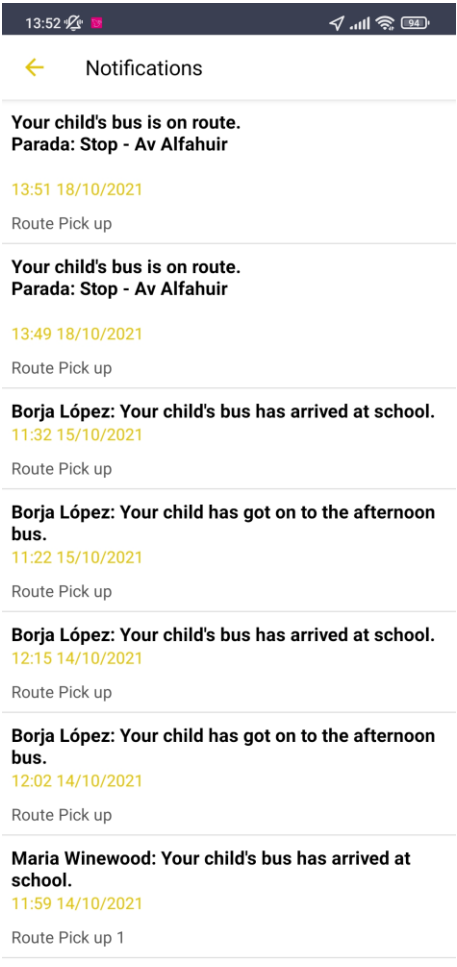 13:52
94
Notifications
Your child's bus is on route.
Parada: Stop - Av Alfahuir
13:51 18/10/2021
Route Pick up
Your child's bus is on route.
Parada: Stop - Av Alfahuir
13:49 18/10/2021
Route Pick up
Borja López: Your child's bus has arrived at school.
11:32 15/10/2021
Route Pick up
Borja López: Your child has got on to the afternoon
bus.
11:22 15/10/2021
Route Pick up
Borja López: Your child's bus has arrived at school.
12:15 14/10/2021
Route Pick up
Borja López: Your child has got on to the afternoon
bus.
12:02 14/10/2021
Route Pick up
Maria Winewood: Your child's bus has arrived at
school.
11:59 14/10/2021
Route Pick up 1